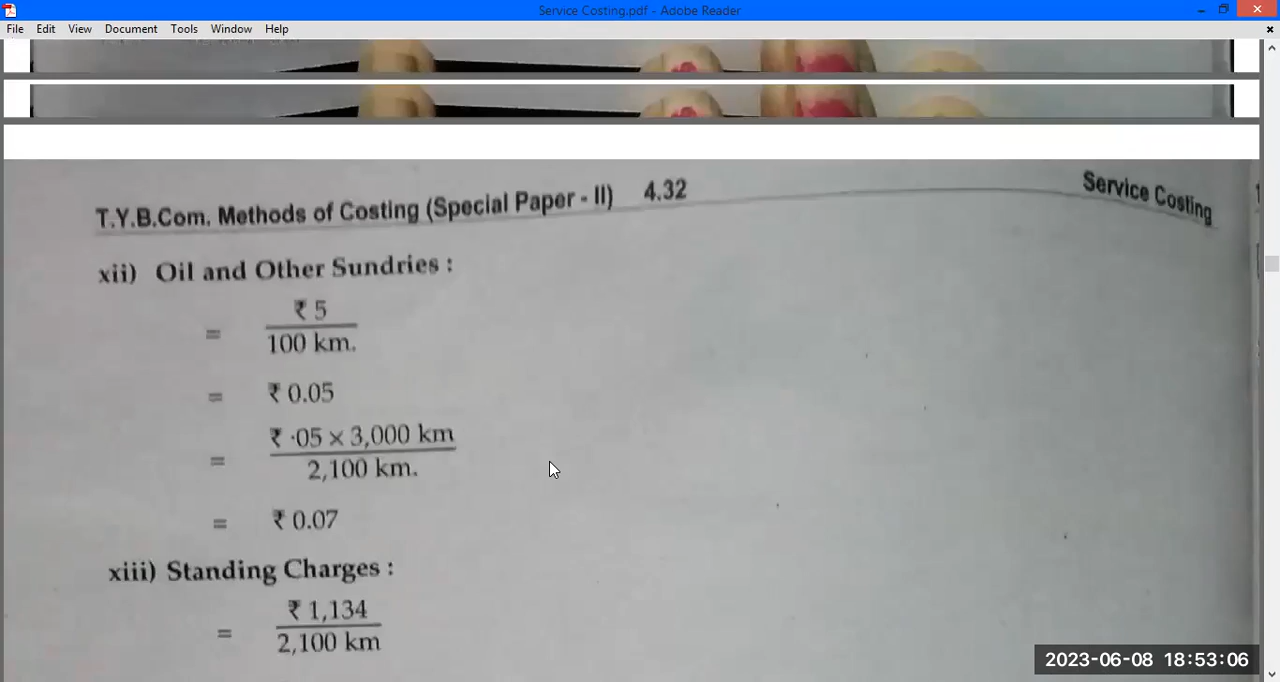 Service Costing.pdf - Adobe Reader
File Edit View Document Tools Window Help
T.Y.B.Com. Methods of Costing (Special Paper - II) 4.32 Service Costing
xii) Oil and Other Sundries :
= ₹ 5
100 km.
= ₹ 0.05
= ₹ ·05 × 3,000 km
2,100 km.
= ₹ 0.07
xiii) Standing Charges :
= ₹ 1,134
2,100 km
2023-06-08 18:53:06